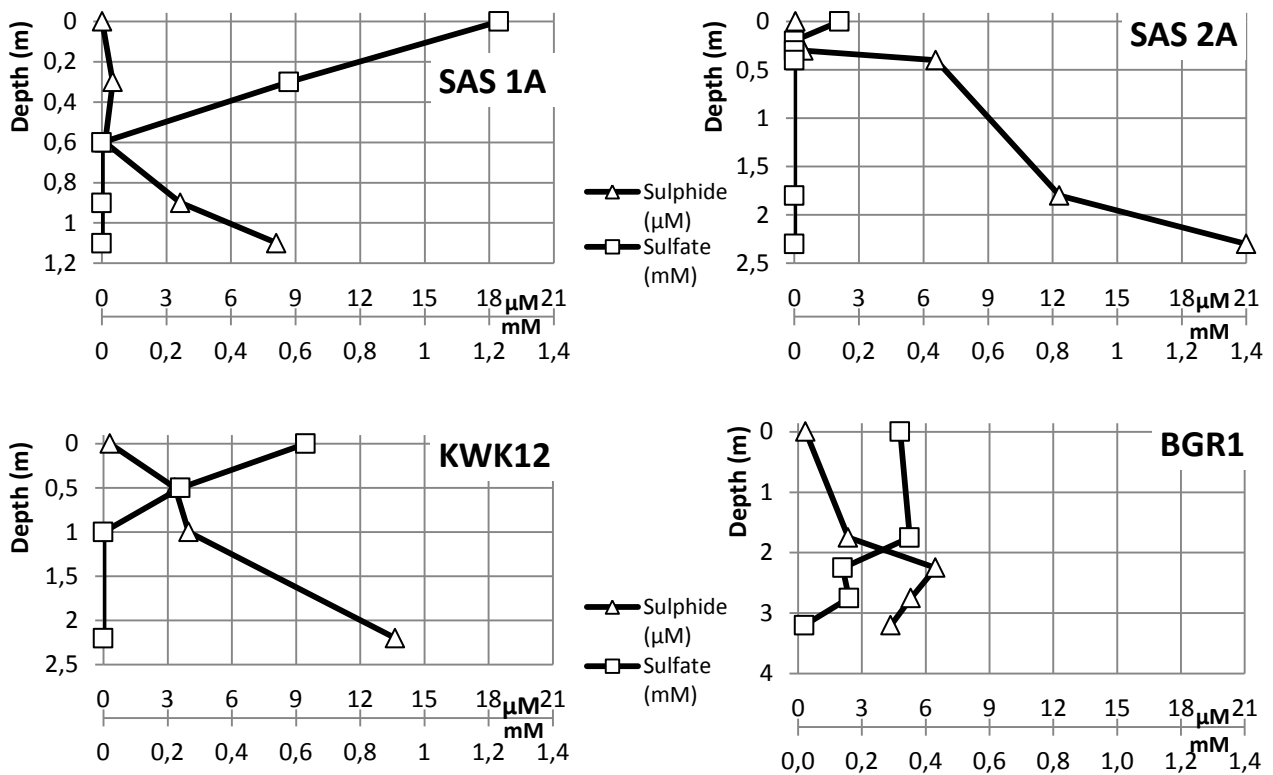 SAS 1A
Depth (m)
0
0,2
0,4
0,6
0,8
1
1,2
0 3 6 9 12 15 18 µM 21
mM
0 0,2 0,4 0,6 0,8 1 1,2 1,4
Sulphide
(µM)
Sulfate
(mM)
SAS 2A
Depth (m)
0
0,5
1
1,5
2
2,5
0 3 6 9 12 15 18 µM 21
mM
0 0,2 0,4 0,6 0,8 1 1,2 1,4
KWK12
Depth (m)
0
0,5
1
1,5
2
2,5
0 3 6 9 12 15 18 µM 21
mM
0 0,2 0,4 0,6 0,8 1 1,2 1,4
Sulphide
(µM)
Sulfate
(mM)
BGR1
Depth (m)
0
1
2
3
4
0 3 6 9 12 15 18 µM 21
mM
0,0 0,2 0,4 0,6 0,8 1,0 1,2 1,4